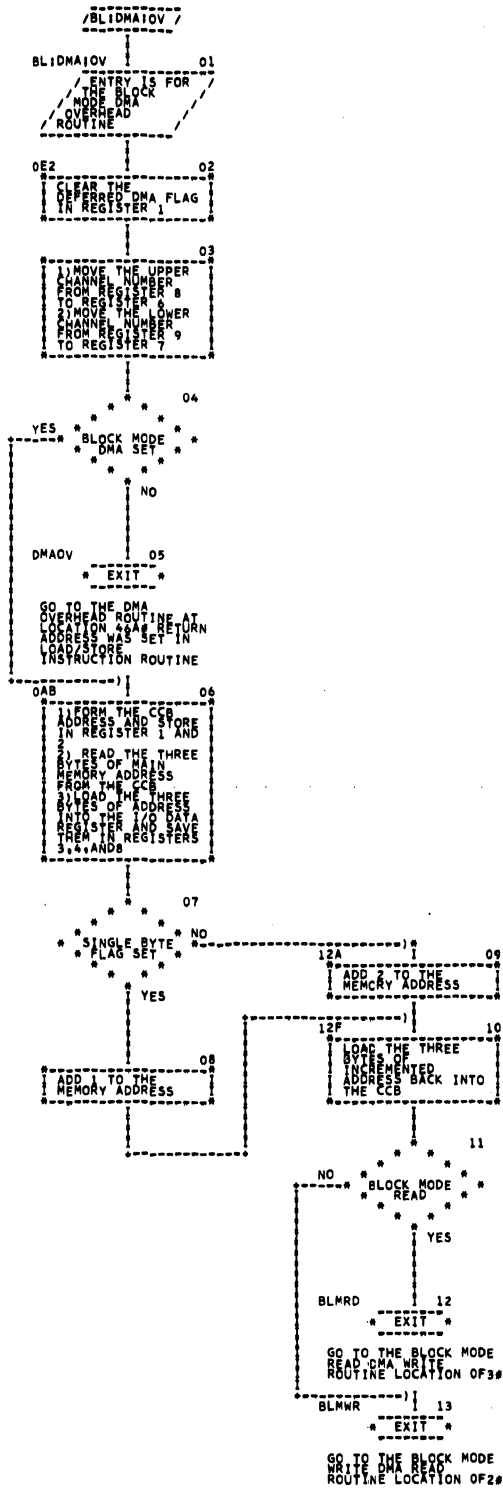 /BL:DMA:OV /
BL:DMA:OV 01
ENTRY IS FOR
THE BLOCK
MODE DMA
OVERHEAD
ROUTINE
0E2 02
CLEAR THE
DEFERRED DMA FLAG
IN REGISTER 1
03
1)MOVE THE UPPER
CHANNEL NUMBER
FROM REGISTER 8
TO REGISTER 6
2)MOVE THE LOWER
CHANNEL NUMBER
FROM REGISTER 9
TO REGISTER 7
04
YES
BLOCK MODE
DMA SET
NO
DMAOV 05
* EXIT *
GO TO THE DMA
OVERHEAD ROUTINE AT
LOCATION 46A# RETURN
ADDRESS WAS SET IN
LOAD/STORE
INSTRUCTION ROUTINE
0AB 06
1)FORM THE CCB
ADDRESS AND STORE
IN REGISTER 1 AND
2
2) READ THE THREE
BYTES OF MAIN
MEMORY ADDRESS
FROM THE CCB
3)LOAD THE THREE
BYTES OF ADDRESS
INTO THE I/O DATA
REGISTER AND SAVE
THEM IN REGISTERS
3,4,AND8
07
SINGLE BYTE
FLAG SET
NO
YES
08
ADD 1 TO THE
MEMORY ADDRESS
12A 09
ADD 2 TO THE
MEMORY ADDRESS
12F 10
LOAD THE THREE
BYTES OF
INCREMENTED
ADDRESS BACK INTO
THE CCB
11
NO
BLOCK MODE
READ
YES
BLMRD 12
* EXIT *
GO TO THE BLOCK MODE
READ DMA WRITE
ROUTINE LOCATION OF3#
BLMWR 13
* EXIT *
GO TO THE BLOCK MODE
WRITE DMA READ
ROUTINE LOCATION OF2#